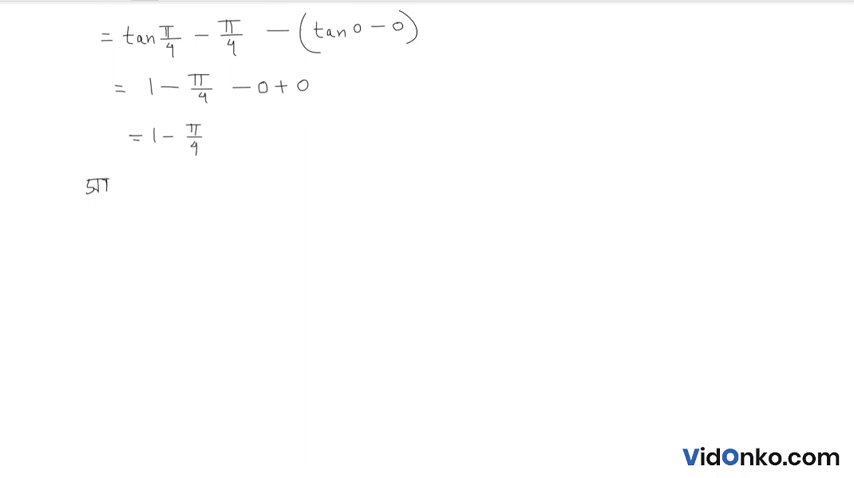 = tan π/4 − π/4 − (tan 0 − 0)
= 1 − π/4 − 0 + 0
= 1 − π/4
VidOnko.com